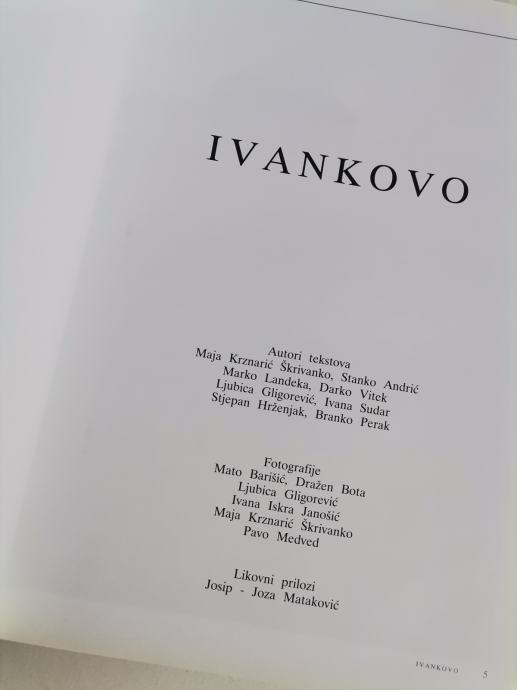 IVANKOVO
Autori tekstova
Maja Krznarić Škrivanko, Stanko Andrić
Marko Landeka, Darko Vitek
Ljubica Gligorević, Ivana Sudar
Stjepan Hrženjak, Branko Perak
Fotografije
Mato Barišić, Dražen Bota
Ljubica Gligorević
Ivana Iskra Janošić
Maja Krznarić Škrivanko
Pavo Medved
Likovni prilozi
Josip - Joza Mataković
IVANKOVO 5